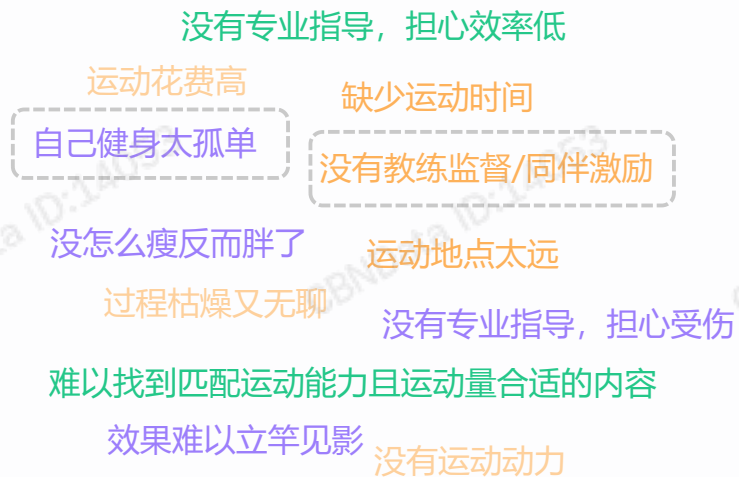 没有专业指导，担心效率低
运动花费高
缺少运动时间
自己健身太孤单
没有教练监督/同伴激励
没怎么瘦反而胖了
运动地点太远
过程枯燥又无聊
没有专业指导，担心受伤
难以找到匹配运动能力且运动量合适的内容
效果难以立竿见影
没有运动动力
CBNData ID:14053